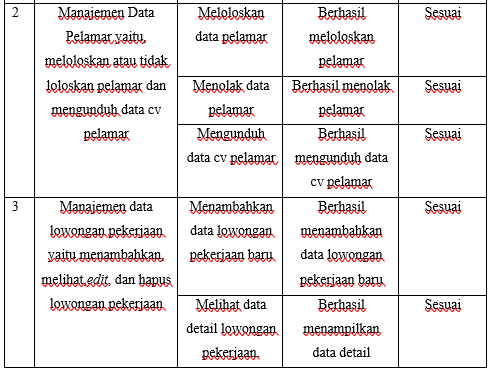 2
Manajemen Data
Pelamar yaitu,
meloloskan atau tidak
loloskan pelamar dan
mengunduh data cv
pelamar
Meloloskan
data pelamar
Berhasil
meloloskan
pelamar
Sesuai
Menolak data
pelamar
Berhasil menolak
pelamar
Sesuai
Mengunduh
data cv pelamar
Berhasil
mengunduh data
cv pelamar
Sesuai
3
Manajemen data
lowongan pekerjaan
yaitu menambahkan,
melihat,edit, dan hapus
lowongan pekerjaan
Menambahkan
data lowongan
pekerjaan baru
Berhasil
menambahkan
data lowongan
pekerjaan baru
Sesuai
Melihat data
detail lowongan
pekerjaan.
Berhasil
menampilkan
data detail
Sesuai